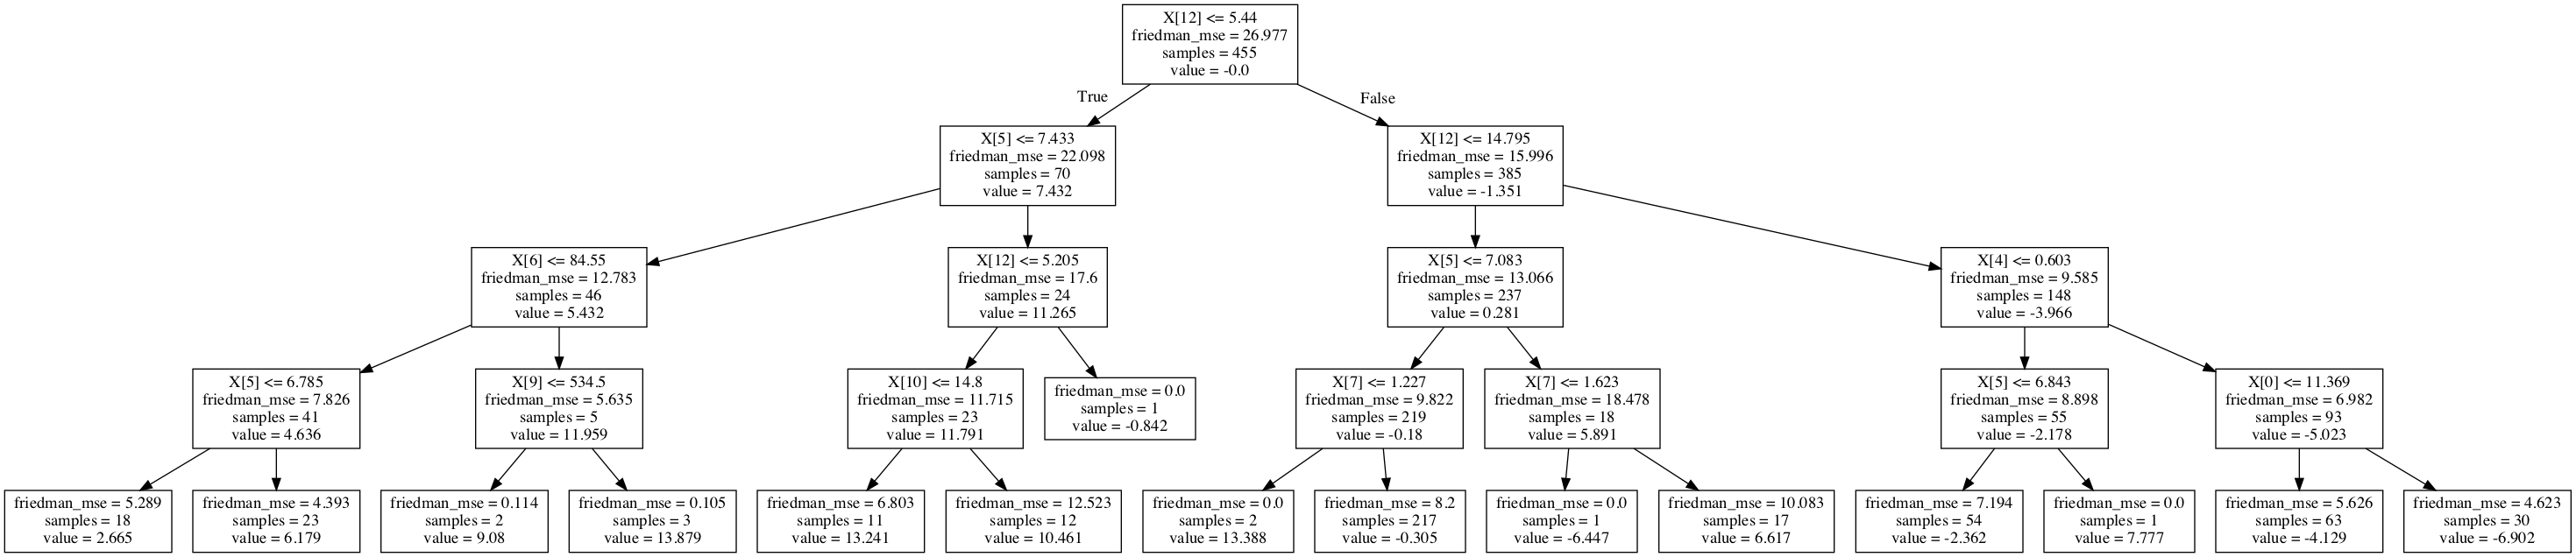 X[12] <= 5.44
friedman_mse = 26.977
samples = 455
value = -0.0
True
False
X[5] <= 7.433
friedman_mse = 22.098
samples = 70
value = 7.432
X[12] <= 14.795
friedman_mse = 15.996
samples = 385
value = -1.351
X[6] <= 84.55
friedman_mse = 12.783
samples = 46
value = 5.432
X[12] <= 5.205
friedman_mse = 17.6
samples = 24
value = 11.265
X[5] <= 7.083
friedman_mse = 13.066
samples = 237
value = 0.281
X[4] <= 0.603
friedman_mse = 9.585
samples = 148
value = -3.966
X[5] <= 6.785
friedman_mse = 7.826
samples = 41
value = 4.636
X[9] <= 534.5
friedman_mse = 5.635
samples = 5
value = 11.959
X[10] <= 14.8
friedman_mse = 11.715
samples = 23
value = 11.791
friedman_mse = 0.0
samples = 1
value = -0.842
X[7] <= 1.227
friedman_mse = 9.822
samples = 219
value = -0.18
X[7] <= 1.623
friedman_mse = 18.478
samples = 18
value = 5.891
X[5] <= 6.843
friedman_mse = 8.898
samples = 55
value = -2.178
X[0] <= 11.369
friedman_mse = 6.982
samples = 93
value = -5.023
friedman_mse = 5.289
samples = 18
value = 2.665
friedman_mse = 4.393
samples = 23
value = 6.179
friedman_mse = 0.114
samples = 2
value = 9.08
friedman_mse = 0.105
samples = 3
value = 13.879
friedman_mse = 6.803
samples = 11
value = 13.241
friedman_mse = 12.523
samples = 12
value = 10.461
friedman_mse = 0.0
samples = 2
value = 13.388
friedman_mse = 8.2
samples = 217
value = -0.305
friedman_mse = 0.0
samples = 1
value = -6.447
friedman_mse = 10.083
samples = 17
value = 6.617
friedman_mse = 7.194
samples = 54
value = -2.362
friedman_mse = 0.0
samples = 1
value = 7.777
friedman_mse = 5.626
samples = 63
value = -4.129
friedman_mse = 4.623
samples = 30
value = -6.902